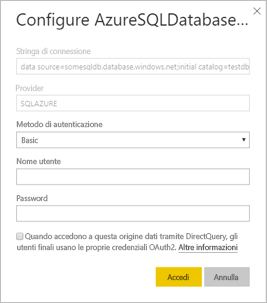 Configure AzureSQLDatabase...
Stringa di connessione
data source=somesqldb.database.windows.net;initial catalog=testdb
Provider
SQLAZURE
Metodo di autenticazione
Basic
Nome utente
Password
Quando accedono a questa origine dati tramite DirectQuery, gli
utenti finali usano le proprie credenziali OAuth2. Altre informazioni
Accedi Annulla